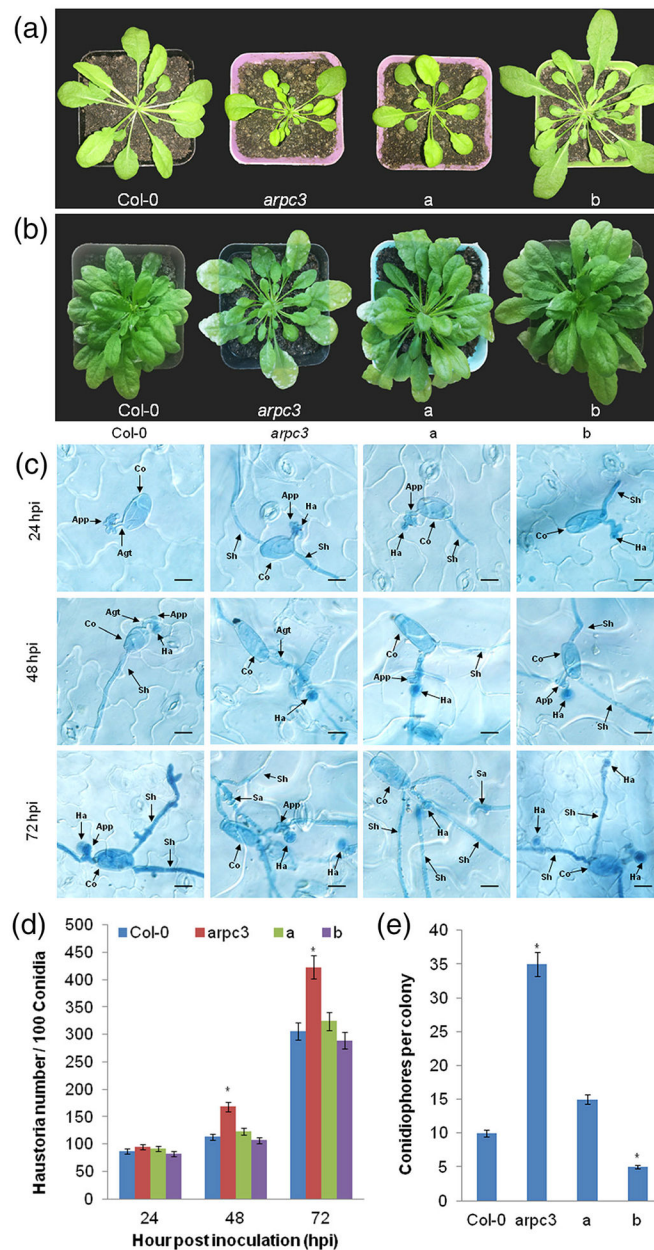 (a)
Col-0 arpc3 a b
(b)
Col-0 arpc3 a b
Col-0 arpc3 a b
(c)
24 hpi
Co App Agt
App Ha Sh Co Sh
App Co Ha Sh
Sh Co Ha
48 hpi
Agt App Co Ha Sh
Agt Co Ha
Co Sh App Ha
Sh Co App Ha Sh
72 hpi
Sh Ha App Sh Co
Sh Sa App Co Ha Ha
Co Sa Ha Sh Sh Sh
Ha Ha Sh Sh Co Ha
(d)
Col-0 arpc3 a b
Haustoria number / 100 Conidia
500
450
400
350
300
250
200
150
100
50
0
* *
24 48 72
Hour post inoculation (hpi)
(e)
Conidiophores per colony
40
35
30
25
20
15
10
5
0
* *
Col-0 arpc3 a b